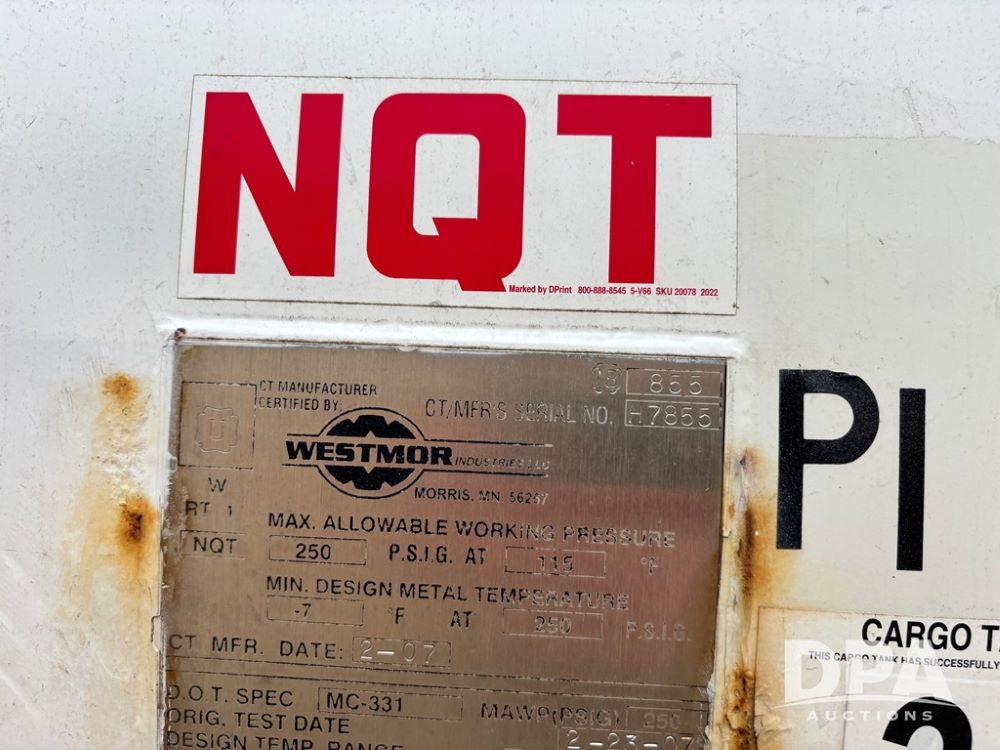 NQT
Marked by DPrint 800-888-8545 5-V66 SKU 20078 2022
CT MANUFACTURER
CERTIFIED BY:
U
855
CT/MFR'S SERIAL NO. H7855
WESTMOR INDUSTRIES LLC
MORRIS, MN. 56267
W
RT 1
NQT
MAX. ALLOWABLE WORKING PRESSURE
250 P.S.I.G. AT 115 °F
MIN. DESIGN METAL TEMPERATURE
-7 °F AT 250 P.S.I.G.
CT MFR. DATE: 2-07
D.O.T. SPEC MC-331 MAWP(PSIG) 250
ORIG. TEST DATE 2-23-07
DESIGN TEMP. RANGE
PI
CARGO T
THIS CARGO TANK HAS SUCCESSFULLY
DPA
AUCTIONS